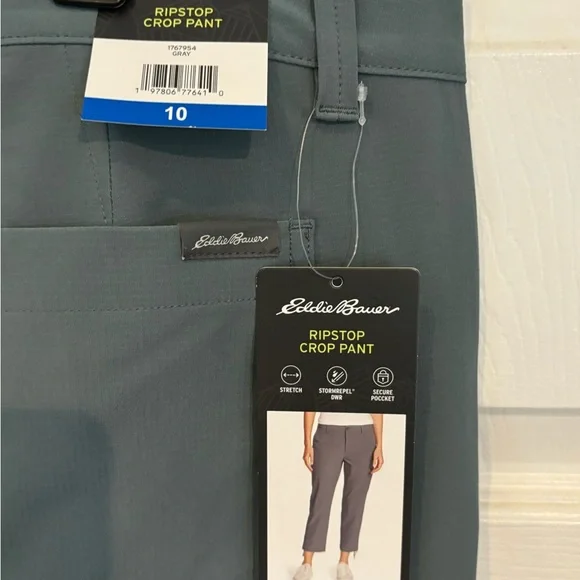 RIPSTOP
CROP PANT
1767954
GRAY
1 97806 77641 0
10
Eddie Bauer
Eddie Bauer
RIPSTOP
CROP PANT
STRETCH
STORMREPEL®
DWR
SECURE
POCCKET